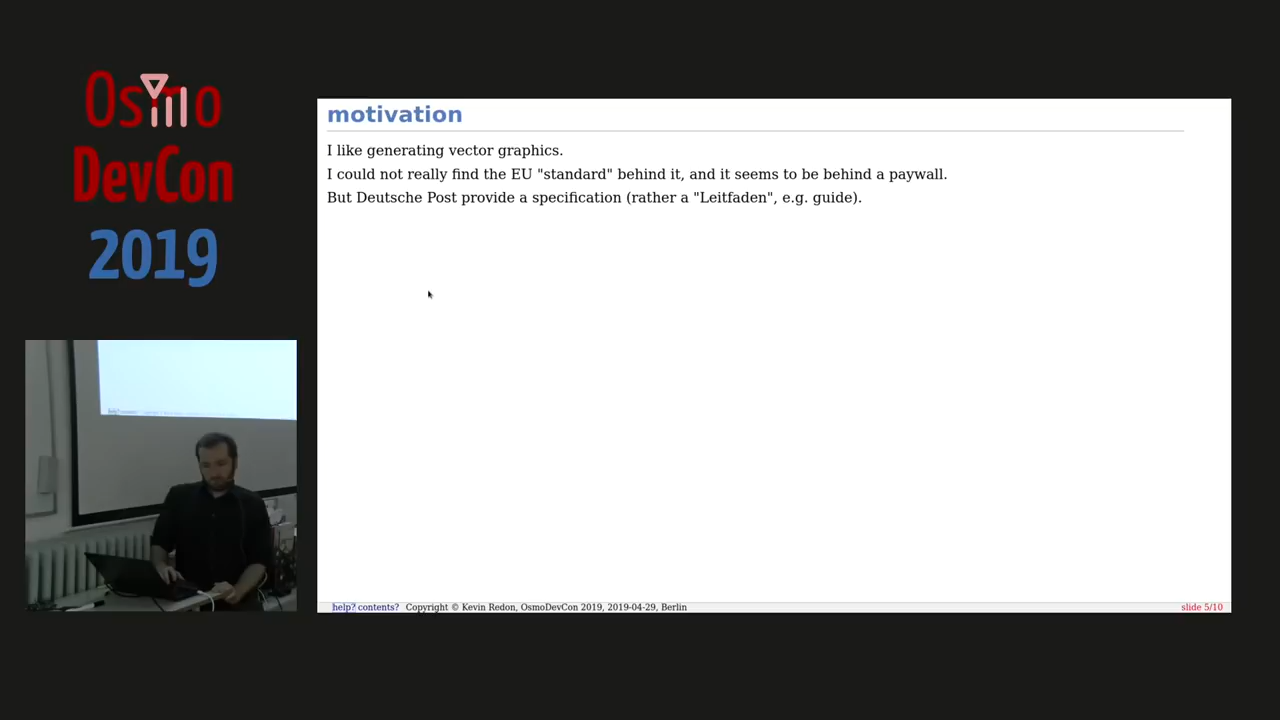 Osmo
DevCon
2019
motivation
I like generating vector graphics.
I could not really find the EU "standard" behind it, and it seems to be behind a paywall.
But Deutsche Post provide a specification (rather a "Leitfaden", e.g. guide).
help? contents? Copyright © Kevin Redon, OsmoDevCon 2019, 2019-04-29, Berlin
slide 5/10